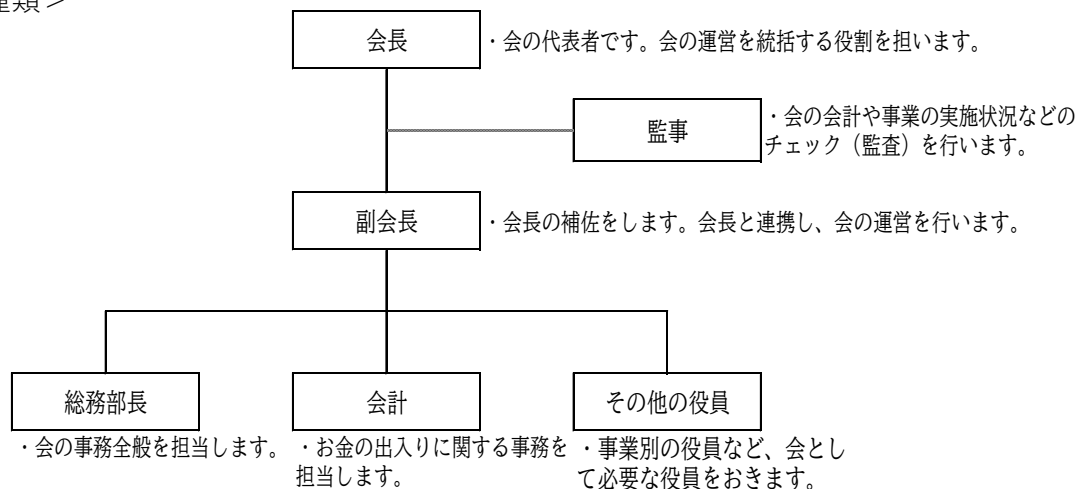 種類＞
会長
・会の代表者です。会の運営を統括する役割を担います。
監事
・会の会計や事業の実施状況などの
チェック（監査）を行います。
副会長
・会長の補佐をします。会長と連携し、会の運営を行います。
総務部長
・会の事務全般を担当します。
会計
・お金の出入りに関する事務を
担当します。
その他の役員
・事業別の役員など、会とし
て必要な役員をおきます。